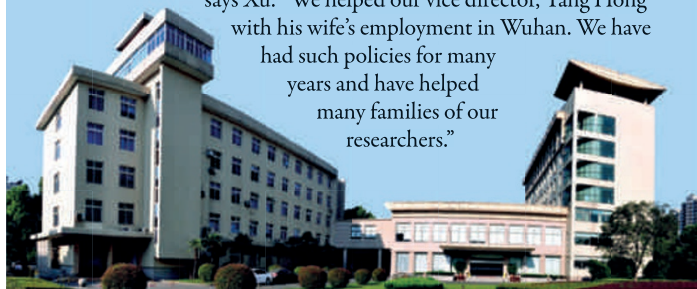 says Xu. “We helped our vice director, Tang Hong
with his wife’s employment in Wuhan. We have
had such policies for many
years and have helped
many families of our
researchers.”